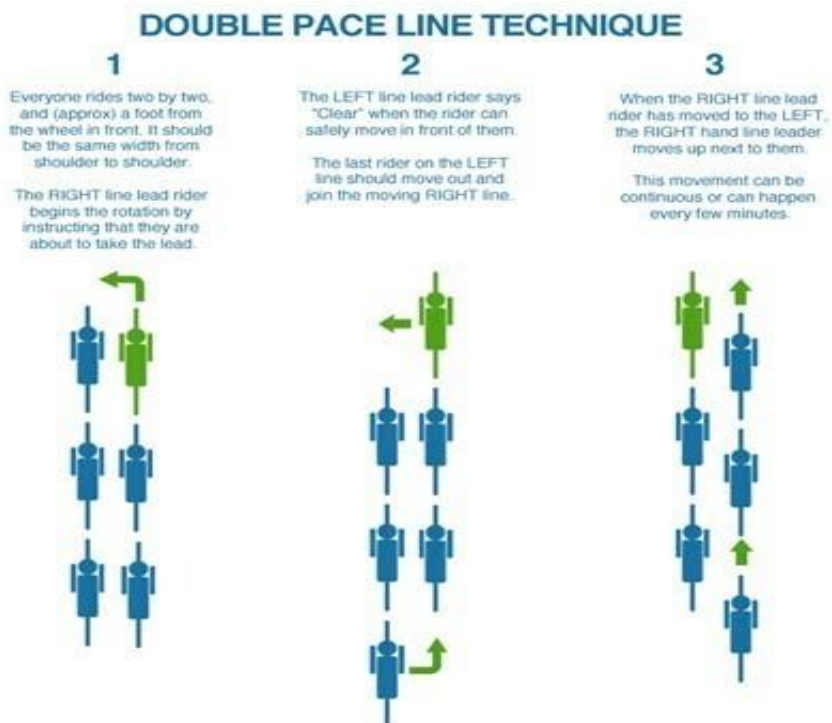 DOUBLE PACE LINE TECHNIQUE
1
Everyone rides two by two,
and (approx) a foot from
the wheel in front. It should
be the same width from
shoulder to shoulder.
The RIGHT line lead rider
begins the rotation by
instructing that they are
about to take the lead.
2
The LEFT line lead rider says
"Clear" when the rider can
safely move in front of them.
The last rider on the LEFT
line should move out and
join the moving RIGHT line.
3
When the RIGHT line lead
rider has moved to the LEFT,
the RIGHT hand line leader
moves up next to them.
This movement can be
continuous or can happen
every few minutes.